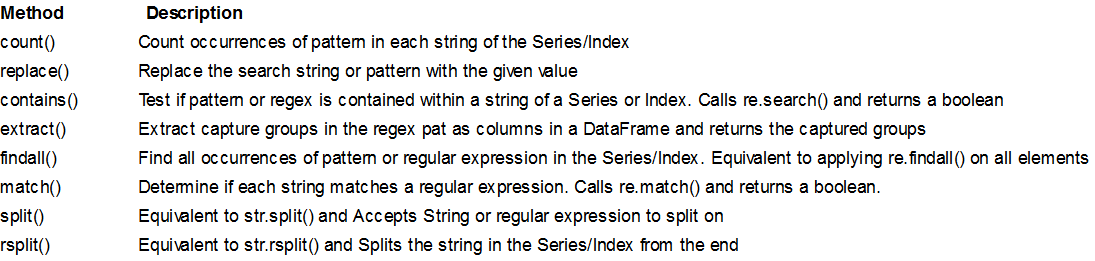 Method Description
count() Count occurrences of pattern in each string of the Series/Index
replace() Replace the search string or pattern with the given value
contains() Test if pattern or regex is contained within a string of a Series or Index. Calls re.search() and returns a boolean
extract() Extract capture groups in the regex pat as columns in a DataFrame and returns the captured groups
findall() Find all occurrences of pattern or regular expression in the Series/Index. Equivalent to applying re.findall() on all elements
match() Determine if each string matches a regular expression. Calls re.match() and returns a boolean.
split() Equivalent to str.split() and Accepts String or regular expression to split on
rsplit() Equivalent to str.rsplit() and Splits the string in the Series/Index from the end